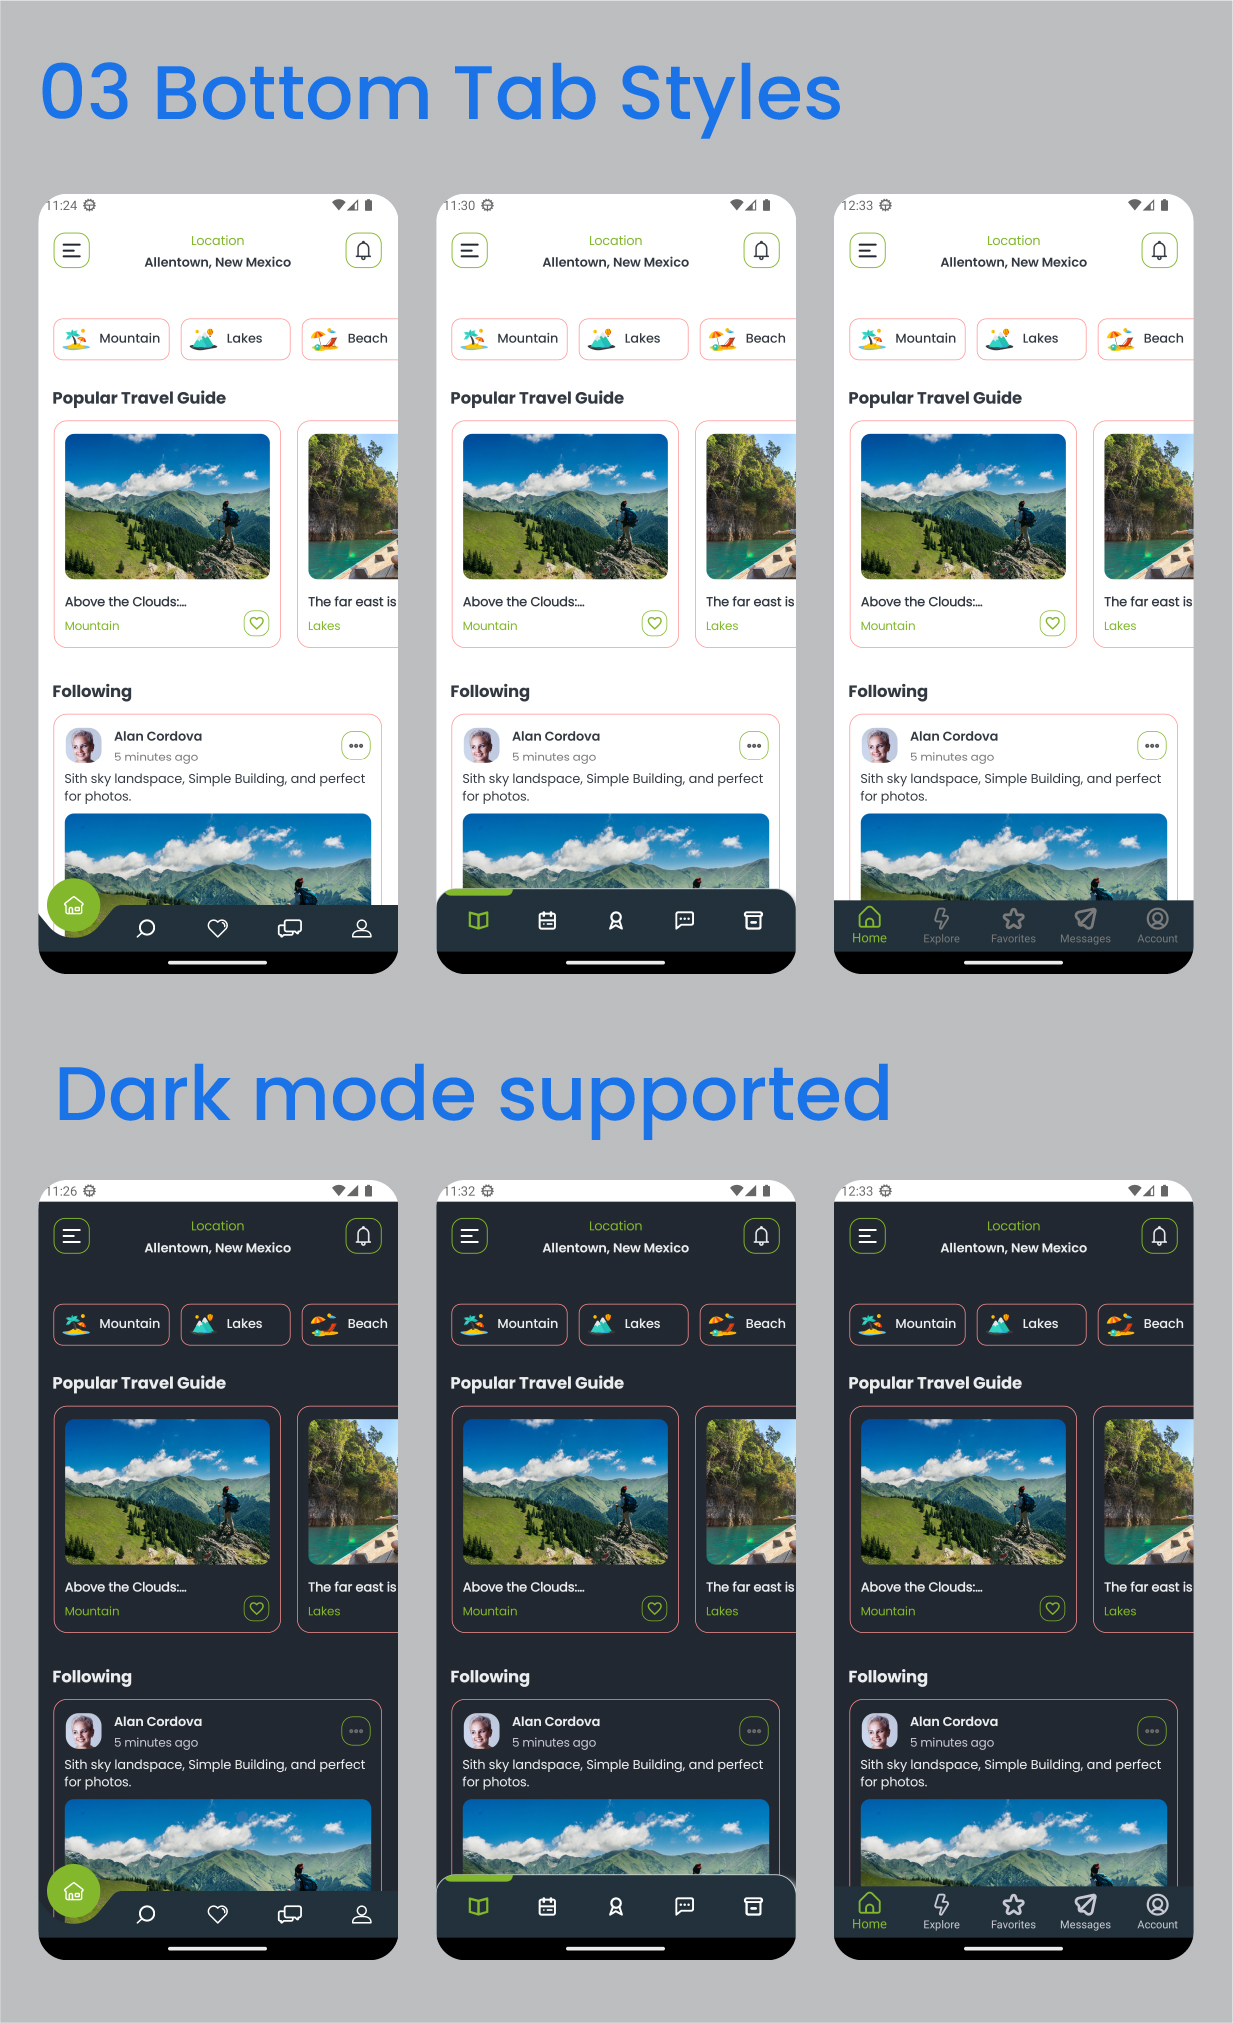 03 Bottom Tab Styles
11:24
Location
Allentown, New Mexico
Mountain
Lakes
Beach
Popular Travel Guide
Above the Clouds:...
Mountain
The far east is
Lakes
Following
Alan Cordova
5 minutes ago
Sith sky landspace, Simple Building, and perfect
for photos.
11:30
Location
Allentown, New Mexico
Mountain
Lakes
Beach
Popular Travel Guide
Above the Clouds:...
Mountain
The far east is
Lakes
Following
Alan Cordova
5 minutes ago
Sith sky landspace, Simple Building, and perfect
for photos.
12:33
Location
Allentown, New Mexico
Mountain
Lakes
Beach
Popular Travel Guide
Above the Clouds:...
Mountain
The far east is
Lakes
Following
Alan Cordova
5 minutes ago
Sith sky landspace, Simple Building, and perfect
for photos.
Home
Explore
Favorites
Messages
Account
Dark mode supported
11:26
Location
Allentown, New Mexico
Mountain
Lakes
Beach
Popular Travel Guide
Above the Clouds:...
Mountain
The far east is
Lakes
Following
Alan Cordova
5 minutes ago
Sith sky landspace, Simple Building, and perfect
for photos.
11:32
Location
Allentown, New Mexico
Mountain
Lakes
Beach
Popular Travel Guide
Above the Clouds:...
Mountain
The far east is
Lakes
Following
Alan Cordova
5 minutes ago
Sith sky landspace, Simple Building, and perfect
for photos.
12:33
Location
Allentown, New Mexico
Mountain
Lakes
Beach
Popular Travel Guide
Above the Clouds:...
Mountain
The far east is
Lakes
Following
Alan Cordova
5 minutes ago
Sith sky landspace, Simple Building, and perfect
for photos.
Home
Explore
Favorites
Messages
Account